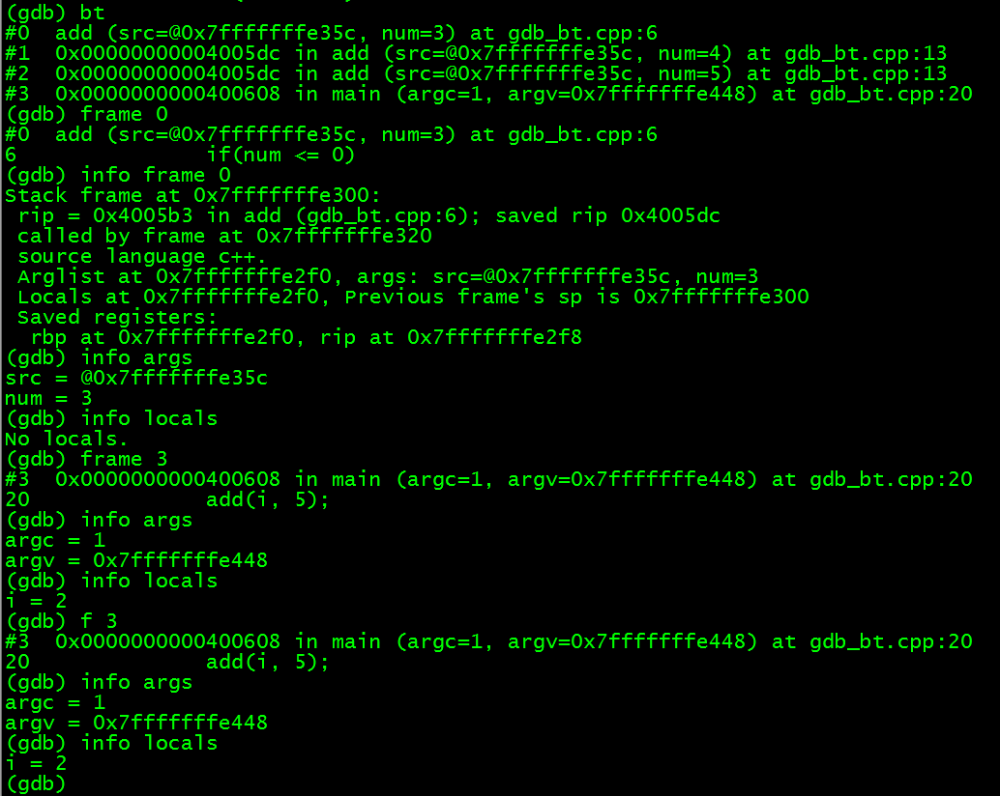 (gdb) bt
#0  add (src=@0x7fffffffe35c, num=3) at gdb_bt.cpp:6
#1  0x00000000004005dc in add (src=@0x7fffffffe35c, num=4) at gdb_bt.cpp:13
#2  0x00000000004005dc in add (src=@0x7fffffffe35c, num=5) at gdb_bt.cpp:13
#3  0x0000000000400608 in main (argc=1, argv=0x7fffffffe448) at gdb_bt.cpp:20
(gdb) frame 0
#0  add (src=@0x7fffffffe35c, num=3) at gdb_bt.cpp:6
6               if(num <= 0)
(gdb) info frame 0
Stack frame at 0x7fffffffe300:
 rip = 0x4005b3 in add (gdb_bt.cpp:6); saved rip 0x4005dc
 called by frame at 0x7fffffffe320
 source language c++.
 Arglist at 0x7fffffffe2f0, args: src=@0x7fffffffe35c, num=3
 Locals at 0x7fffffffe2f0, Previous frame's sp is 0x7fffffffe300
 Saved registers:
  rbp at 0x7fffffffe2f0, rip at 0x7fffffffe2f8
(gdb) info args
src = @0x7fffffffe35c
num = 3
(gdb) info locals
No locals.
(gdb) frame 3
#3  0x0000000000400608 in main (argc=1, argv=0x7fffffffe448) at gdb_bt.cpp:20
20              add(i, 5);
(gdb) info args
argc = 1
argv = 0x7fffffffe448
(gdb) info locals
i = 2
(gdb) f 3
#3  0x0000000000400608 in main (argc=1, argv=0x7fffffffe448) at gdb_bt.cpp:20
20              add(i, 5);
(gdb) info args
argc = 1
argv = 0x7fffffffe448
(gdb) info locals
i = 2
(gdb)